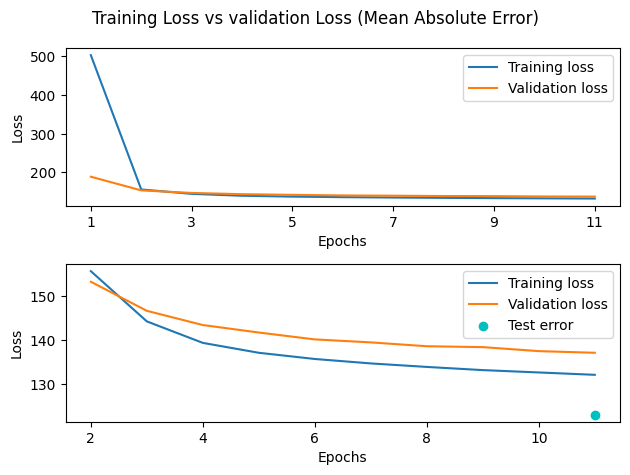 Training Loss vs validation Loss (Mean Absolute Error)
500
400
300
200
Loss
Training loss
Validation loss
1 3 5 7 9 11
Epochs
150
140
130
Loss
Training loss
Validation loss
Test error
2 4 6 8 10
Epochs